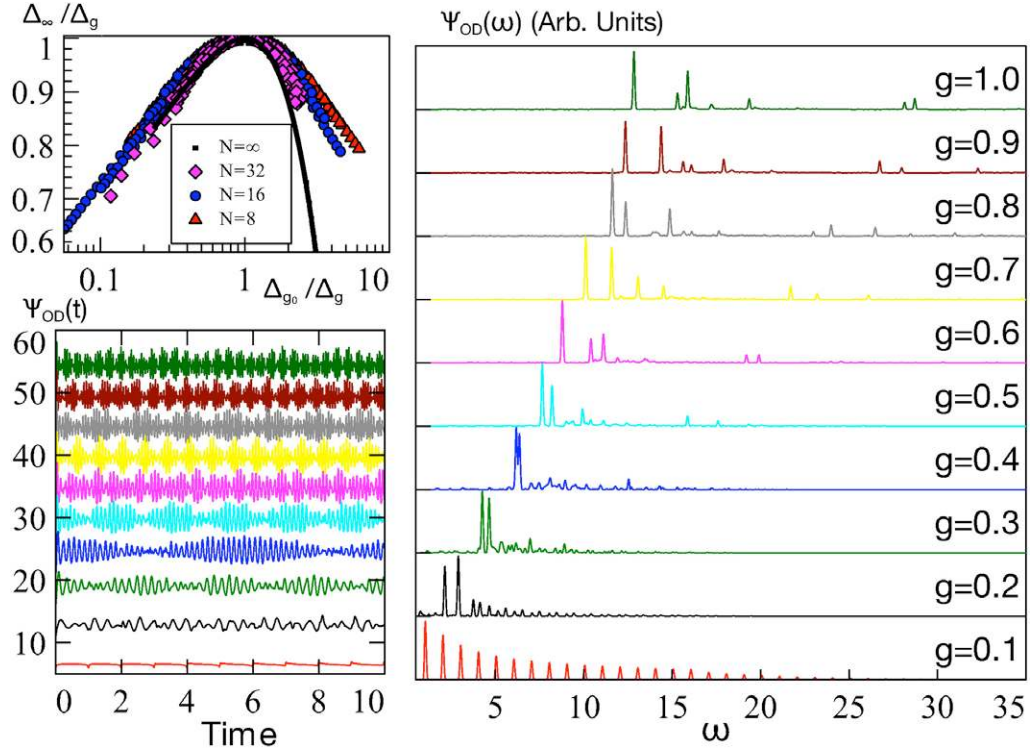 Δ∞/Δg
1
0.9
0.8
0.7
0.6
N=∞
N=32
N=16
N=8
0.1 1 10
Δg₀/Δg
ΨOD(t)
60
50
40
30
20
10
0 2 4 6 8 10
Time
ΨOD(ω) (Arb. Units)
g=1.0
g=0.9
g=0.8
g=0.7
g=0.6
g=0.5
g=0.4
g=0.3
g=0.2
g=0.1
5 10 15 20 25 30 35
ω